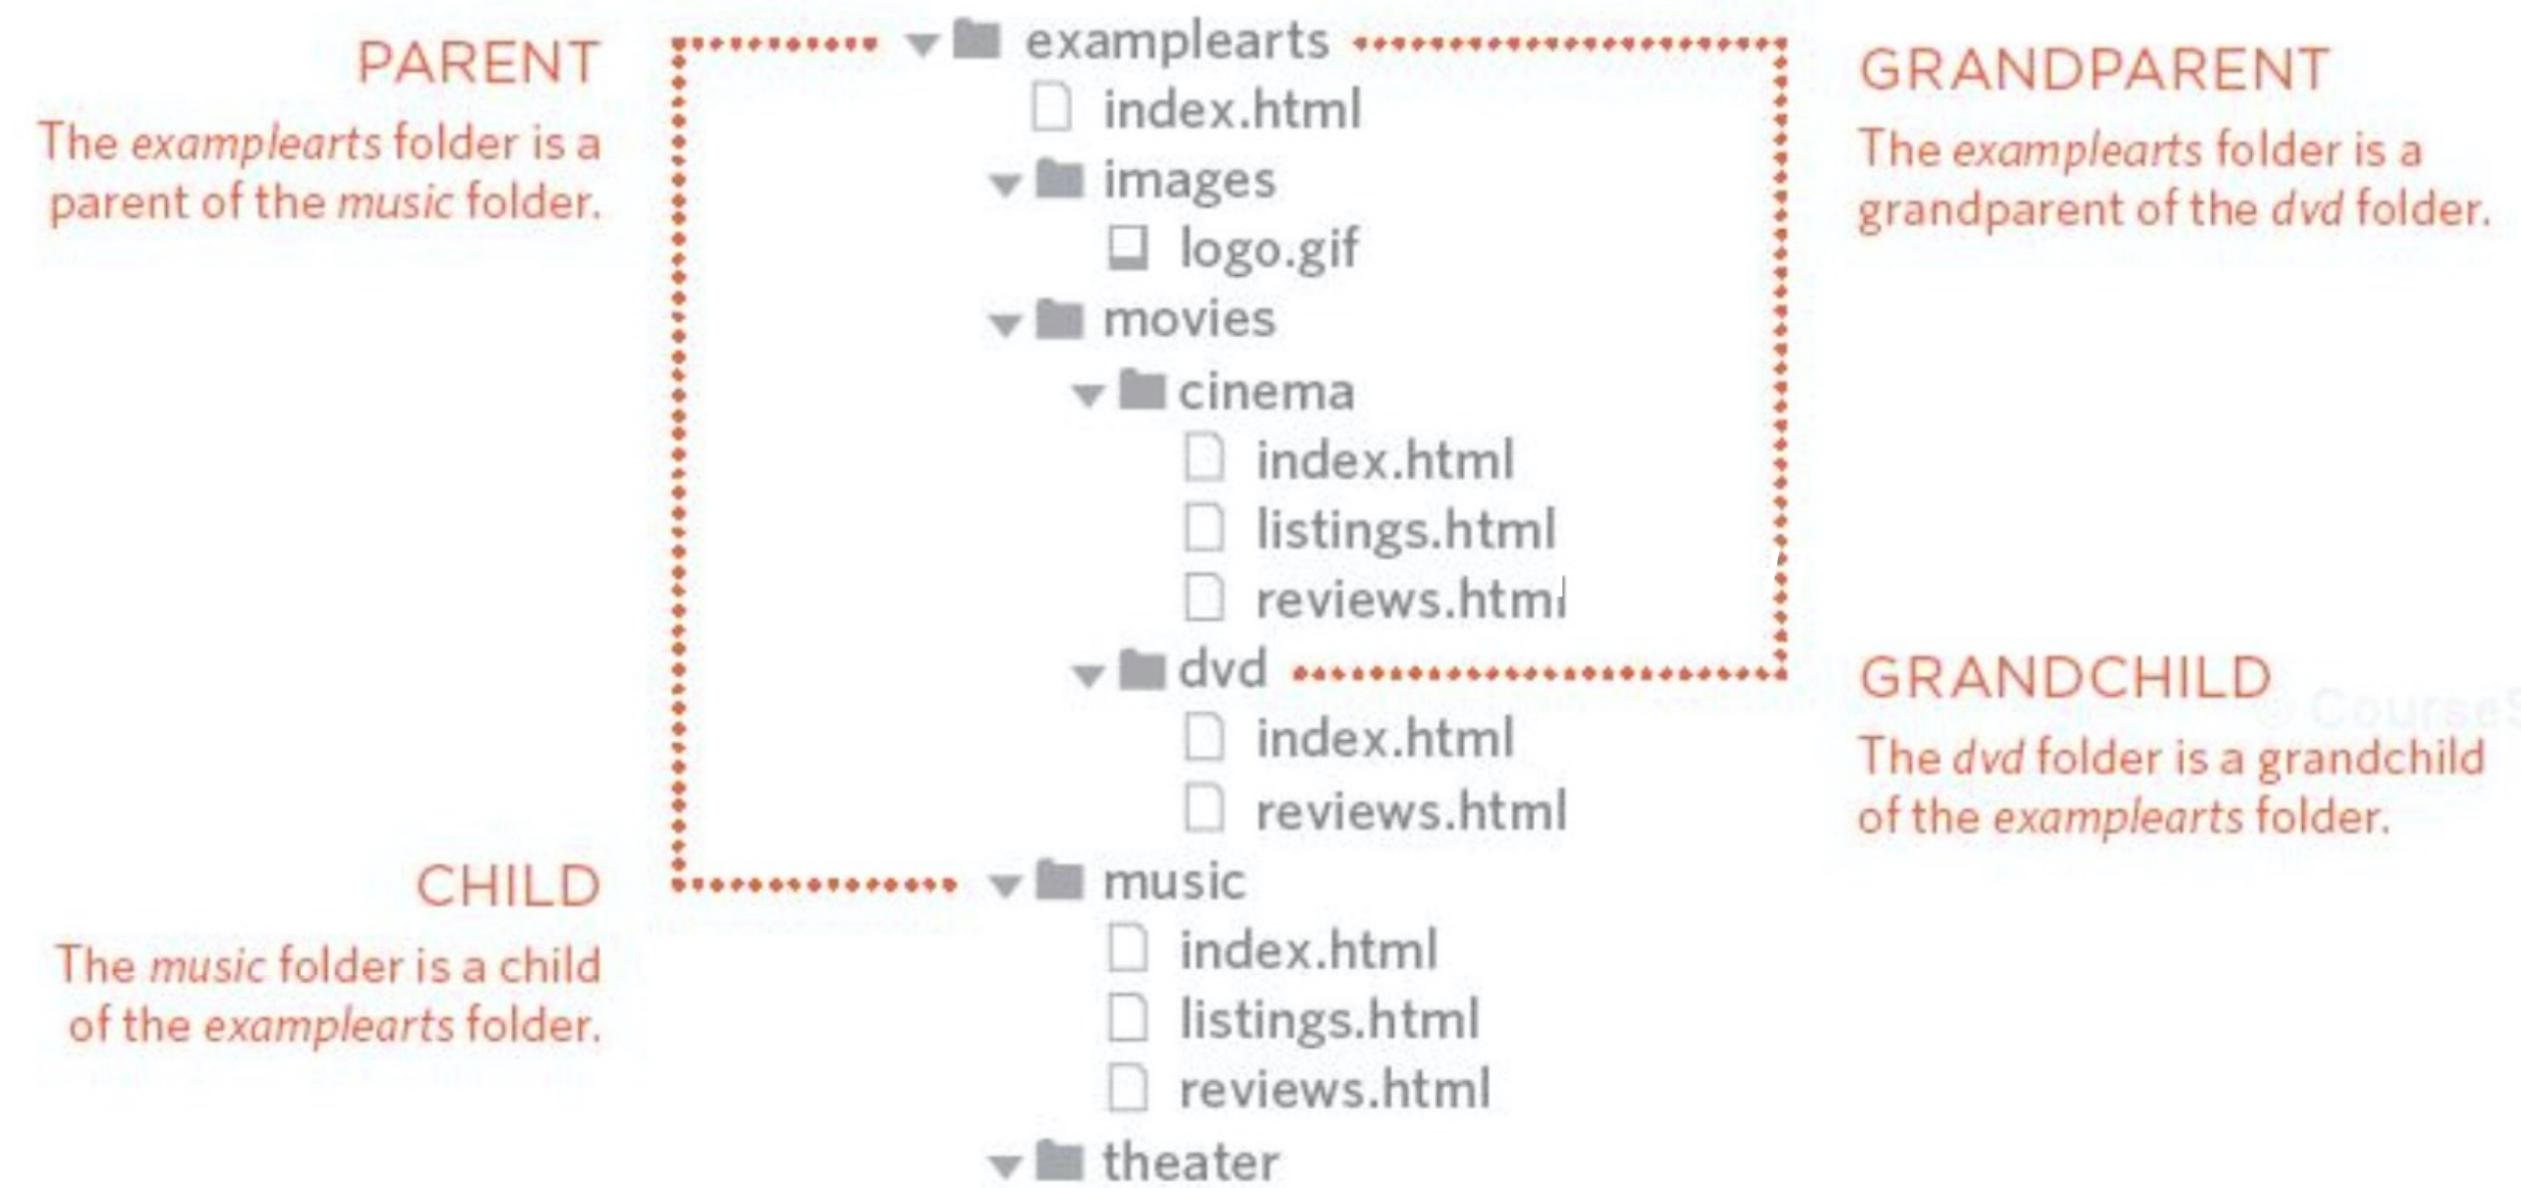 PARENT
The examplearts folder is a
parent of the music folder.
CHILD
The music folder is a child
of the examplearts folder.
examplearts
index.html
images
logo.gif
movies
cinema
index.html
listings.html
reviews.html
dvd
index.html
reviews.html
music
index.html
listings.html
reviews.html
theater
GRANDPARENT
The examplearts folder is a
grandparent of the dvd folder.
GRANDCHILD
© CourseS
The dvd folder is a grandchild
of the examplearts folder.